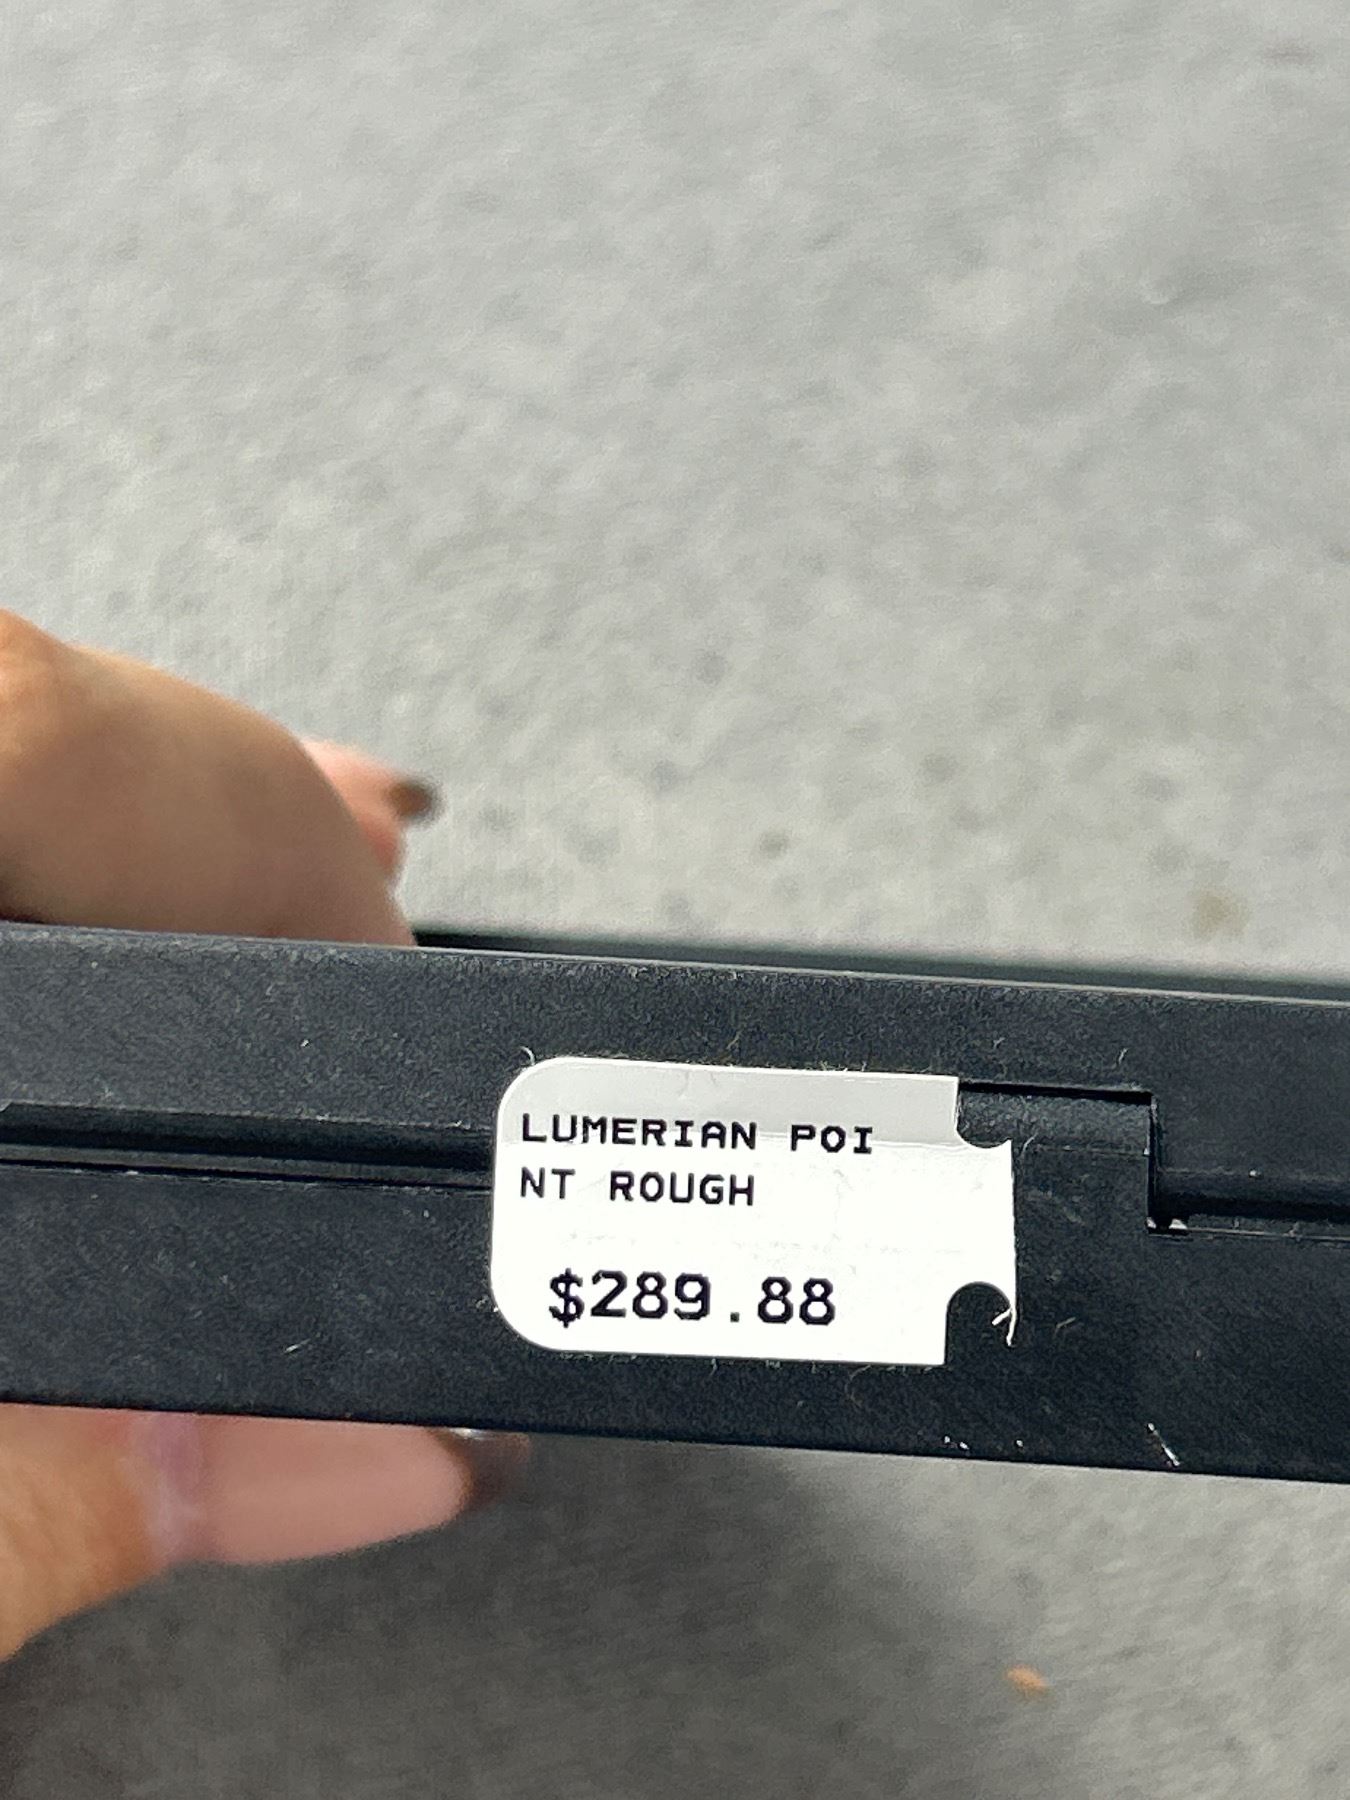 LUMERIAN POI
NT ROUGH
$289.88